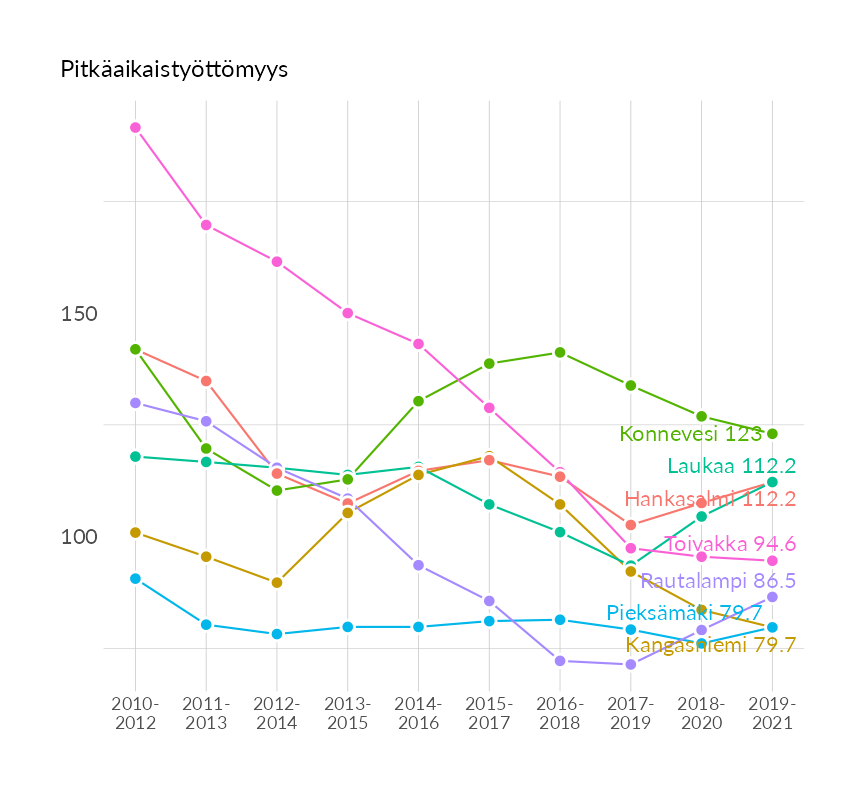 Pitkäaikaistyöttömyys
150
100
Konnevesi 123
Laukaa 112.2
Hankasalmi 112.2
Toivakka 94.6
Rautalampi 86.5
Pieksämäki 79.7
Kangasniemi 79.7
2010- 2011- 2012- 2013- 2014- 2015- 2016- 2017- 2018- 2019-
2012 2013 2014 2015 2016 2017 2018 2019 2020 2021